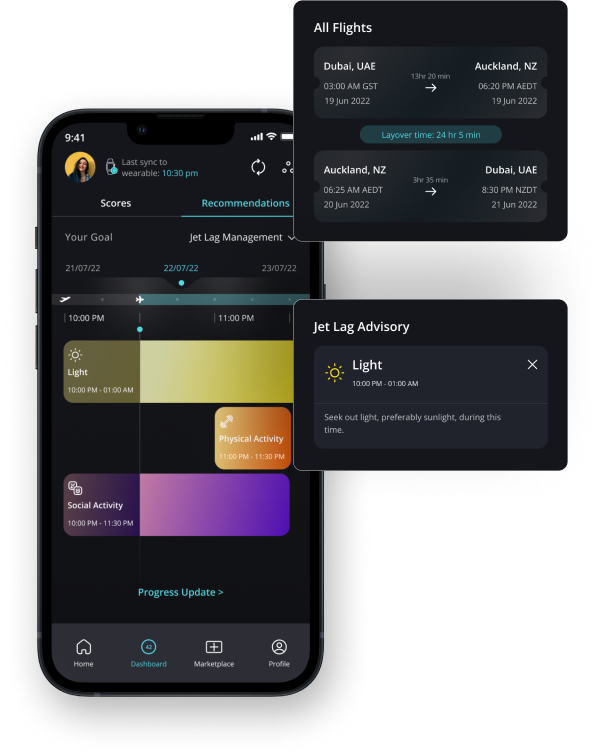 All Flights
Dubai, UAE
Auckland, NZ
13hr 20 min
03:00 AM GST
06:20 PM AEDT
19 Jun 2022
19 Jun 2022
Layover time: 24 hr 5 min
Auckland, NZ
Dubai, UAE
3hr 35 min
06:25 AM AEDT
8:30 PM NZDT
20 Jun 2022
21 Jun 2022
9:41
Last sync to
wearable: 10:30 pm
Scores
Recommendations
Your Goal
Jet Lag Management
21/07/22
22/07/22
23/07/22
10:00 PM
11:00 PM
Light
10:00 PM - 01:00 AM
Physical Activity
11:00 PM - 11:30 PM
Social Activity
10:00 PM - 11:30 PM
Progress Update >
Home
42
Dashboard
Marketplace
Profile
Jet Lag Advisory
Light
10:00 PM - 01:00 AM
Seek out light, preferably sunlight, during this
time.